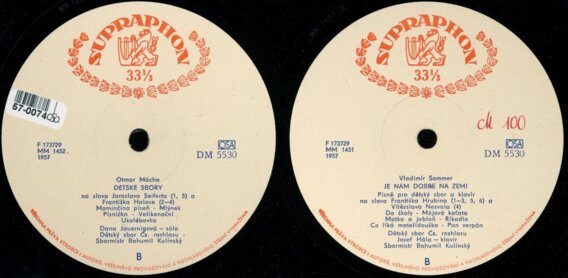 SUPRAPHON
33⅓
57-0074
F 173729
MM 1452
1957
OSA
DM 5530
Otmar Mácha
DĚTSKÉ SBORY
na slova Jaroslava Seiferta (1, 5) a
Františka Halase (2—4)
Maminčina píseň - Mlýnek
Písnička - Velikonoční
Ukolébavka
Dana Jauernigová - sólo
Dětský sbor Čs. rozhlasu -
Sbormistr Bohumil Kulínský
B
SUPRAPHON
33⅓
M 100
F 173729
MM 1451
1957
OSA
DM 5530
Vladimír Sommer
JE NÁM DOBŘE NA ZEMI
Písně pro dětský sbor a klavír
na slova Františka Hrubína (1—3, 5, 6) a
Vítězslava Nezvala (4)
Do školy - Májová koťata
Matka a jabloň - Říkadlo
Co říká mateřídouška - Pan verpán
Josef Hála - klavír
Dětský sbor Čs. rozhlasu -
Sbormistr Bohumil Kulínský
B